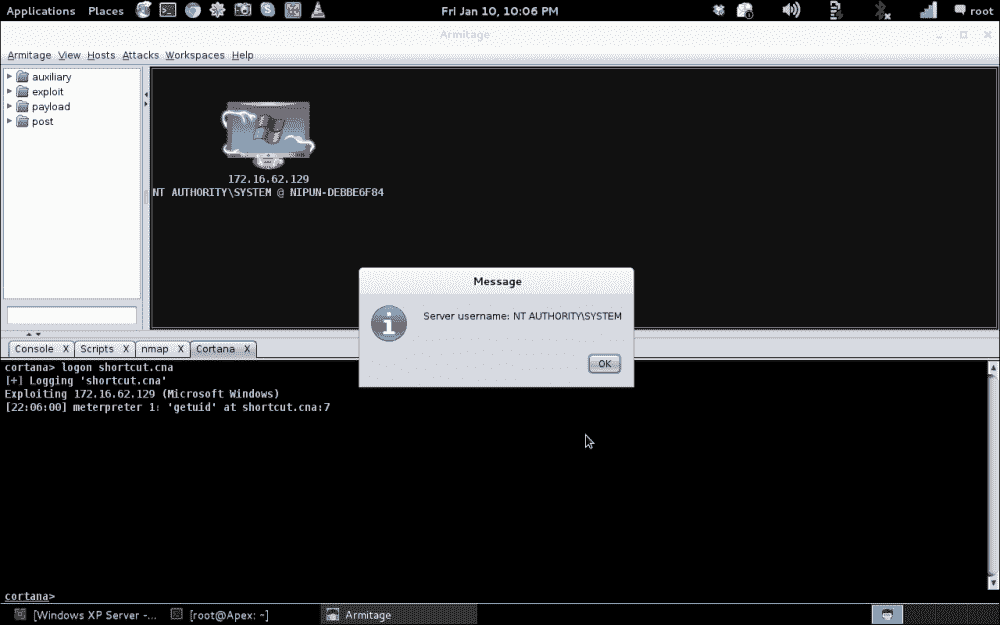 Applications Places Fri Jan 10, 10:06 PM root
Armitage
Armitage View Hosts Attacks Workspaces Help
auxiliary
exploit
payload
post
172.16.62.129
NT AUTHORITY\SYSTEM @ NIPUN-DEBBE6F84
Message
Server username: NT AUTHORITY\SYSTEM
OK
Console X Scripts X nmap X Cortana X
cortana> logon shortcut.cna
[+] Logging 'shortcut.cna'
Exploiting 172.16.62.129 (Microsoft Windows)
[22:06:00] meterpreter 1: 'getuid' at shortcut.cna:7
cortana>
[Windows XP Server -... [root@Apex: ~] Armitage